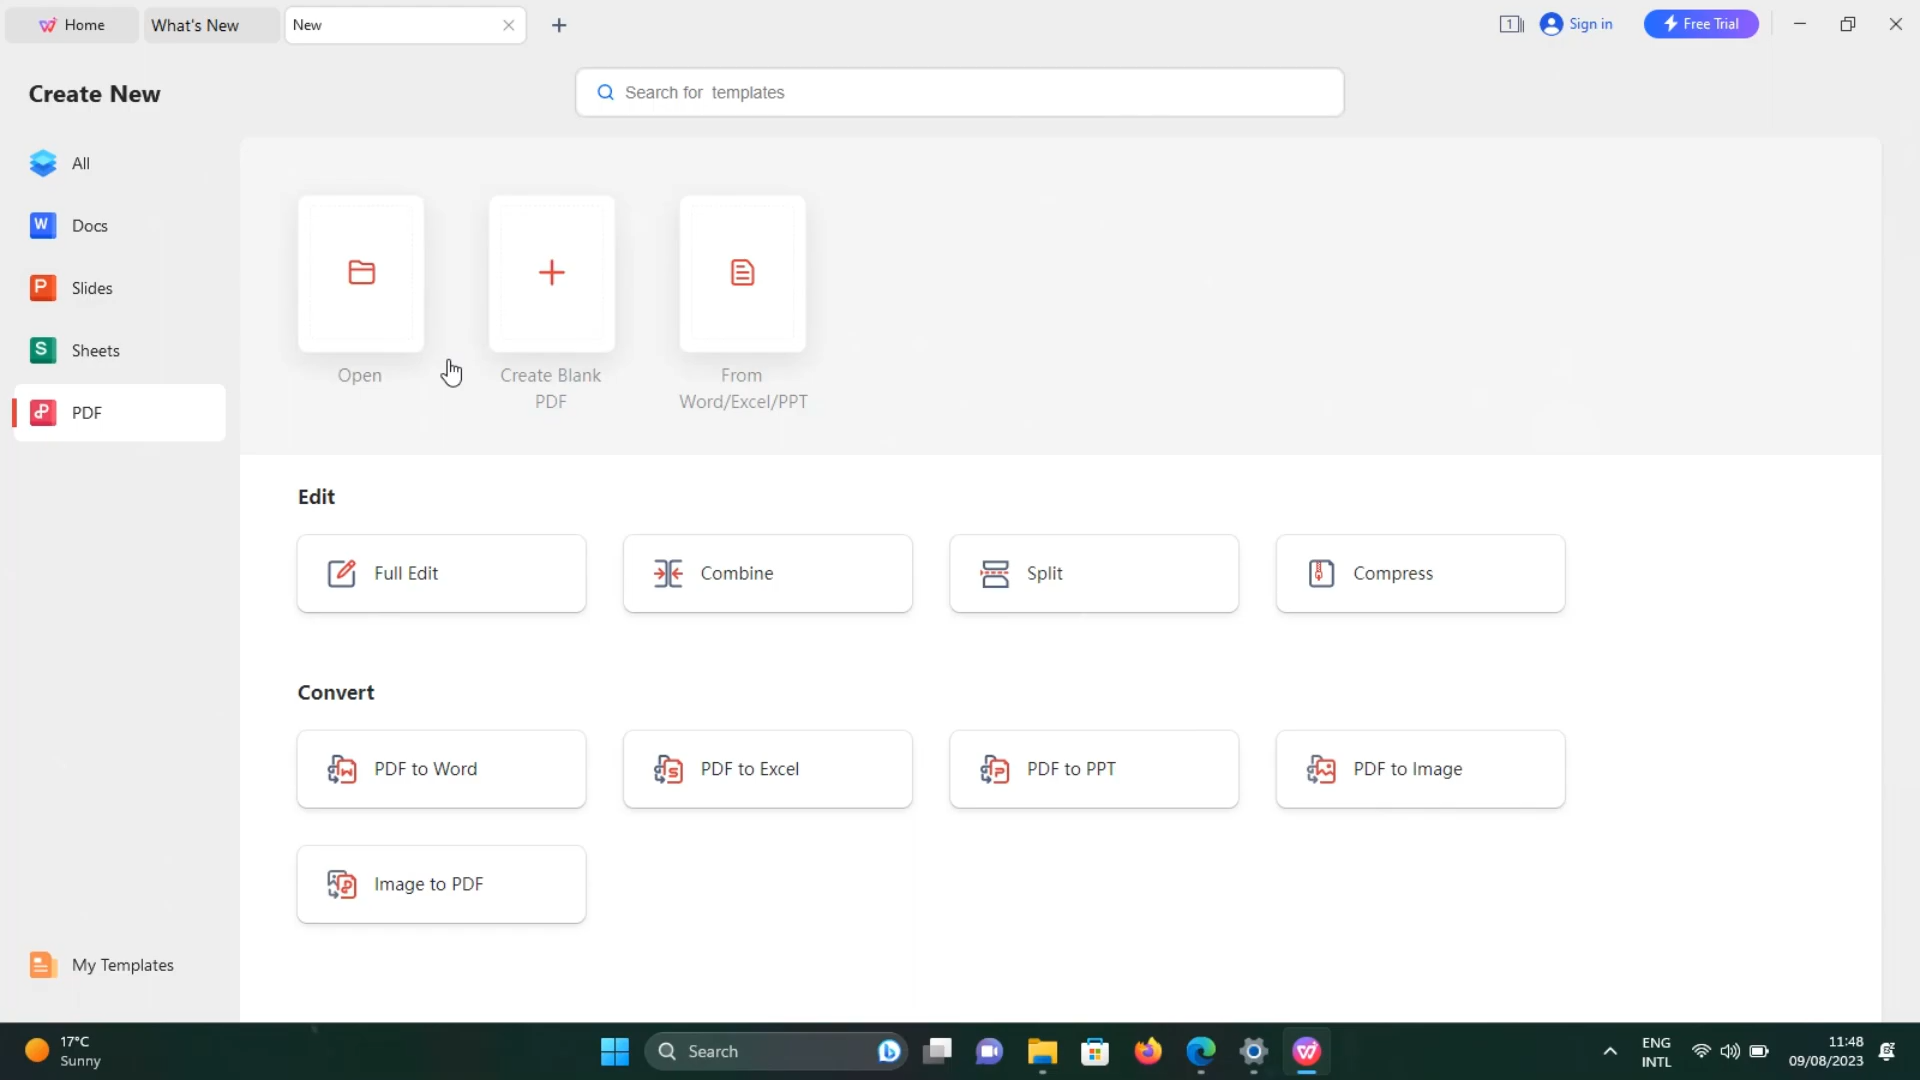 Home
What's New
New
1
Sign in
Free Trial
Create New
Search for templates
All
W Docs
P Slides
S Sheets
PDF
Open
Create Blank
PDF
From
Word/Excel/PPT
Edit
Full Edit
Combine
Split
Compress
Convert
PDF to Word
PDF to Excel
PDF to PPT
PDF to Image
Image to PDF
My Templates
17°C
Sunny
Search
ENG
INTL
11:48
09/08/2023